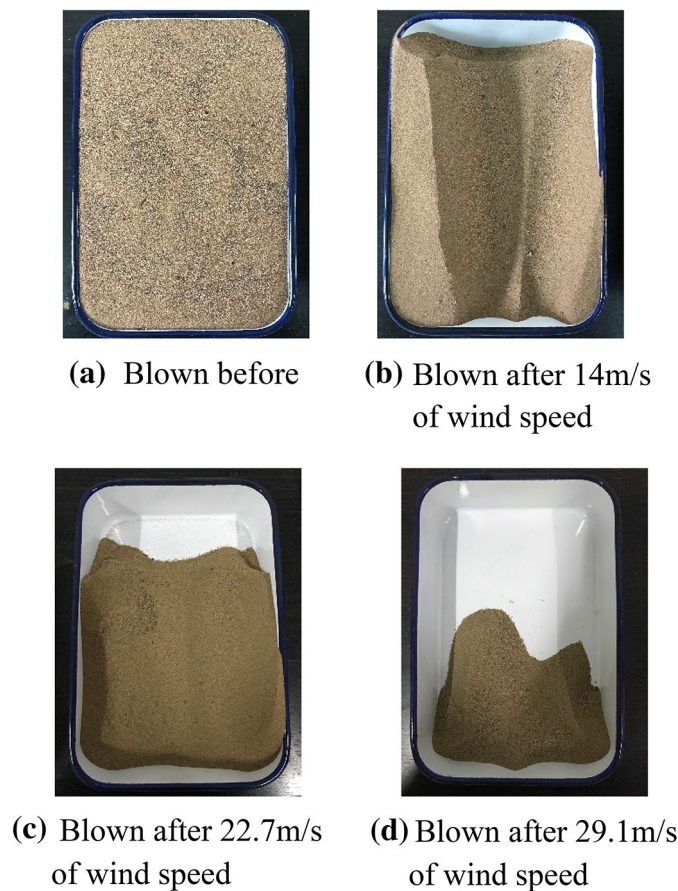 (a) Blown before
(b) Blown after 14m/s
of wind speed
(c) Blown after 22.7m/s
of wind speed
(d) Blown after 29.1m/s
of wind speed